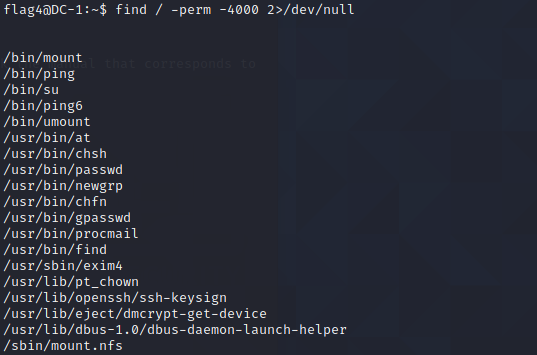 flag4@DC-1:~$ find / -perm -4000 2>/dev/null
/bin/mount
/bin/ping
/bin/su
/bin/ping6
/bin/umount
/usr/bin/at
/usr/bin/chsh
/usr/bin/passwd
/usr/bin/newgrp
/usr/bin/chfn
/usr/bin/gpasswd
/usr/bin/procmail
/usr/bin/find
/usr/sbin/exim4
/usr/lib/pt_chown
/usr/lib/openssh/ssh-keysign
/usr/lib/eject/dmcrypt-get-device
/usr/lib/dbus-1.0/dbus-daemon-launch-helper
/sbin/mount.nfs
that corresponds to